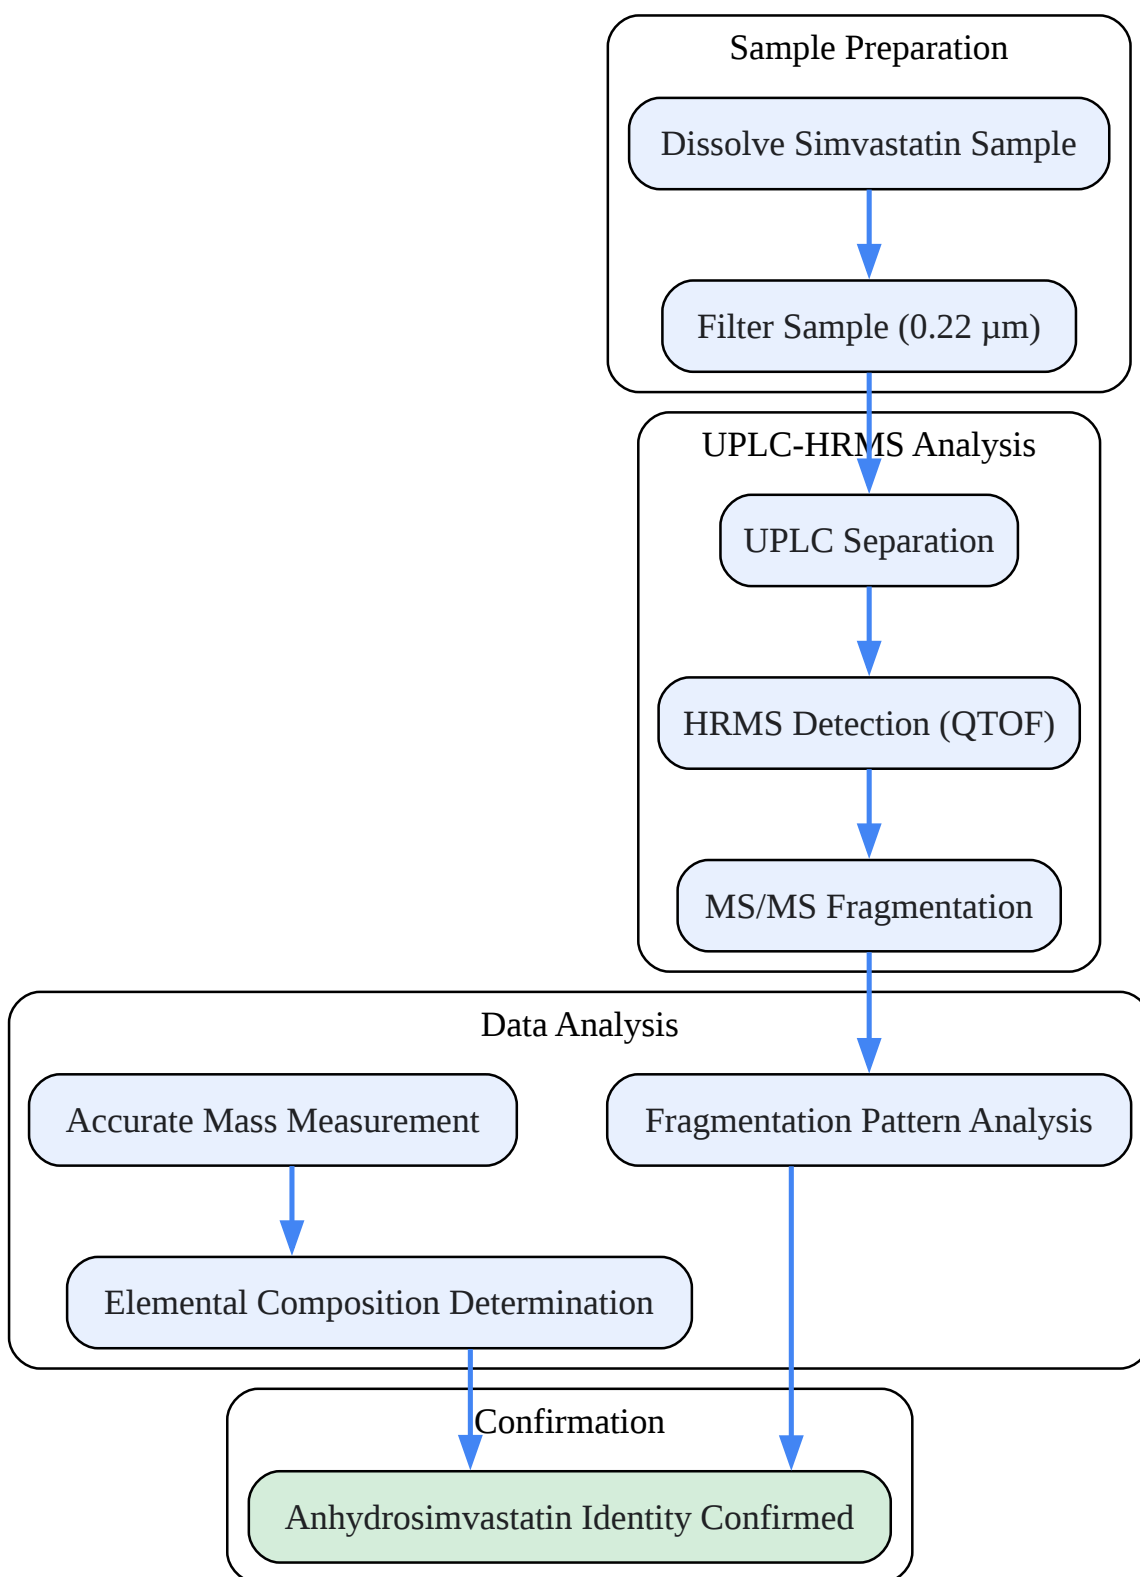 Sample Preparation
Dissolve Simvastatin Sample
Filter Sample (0.22 µm)
UPLC-HRMS Analysis
UPLC Separation
HRMS Detection (QTOF)
MS/MS Fragmentation
Data Analysis
Accurate Mass Measurement
Fragmentation Pattern Analysis
Elemental Composition Determination
Confirmation
Anhydrosimvastatin Identity Confirmed